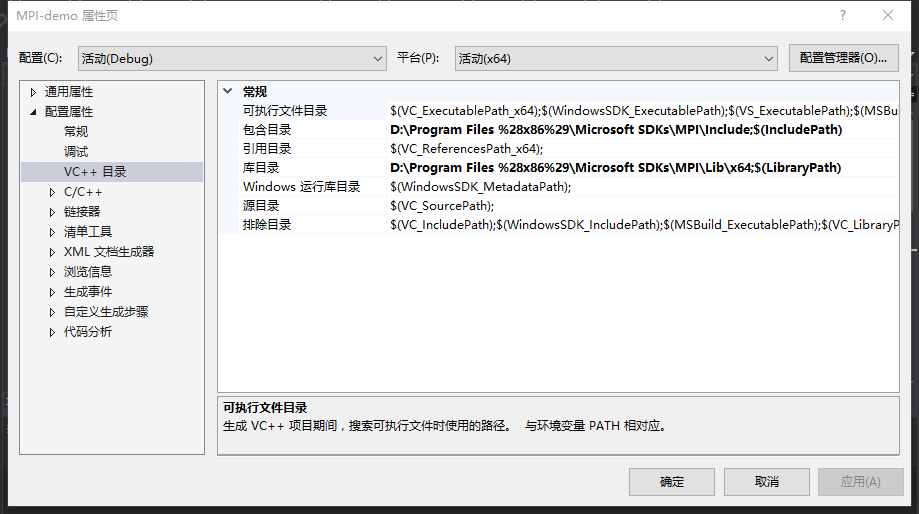 MPI-demo 属性页
?
配置(C):
活动(Debug)
平台(P):
活动(x64)
配置管理器(O)...
通用属性
配置属性
常规
调试
VC++ 目录
C/C++
链接器
清单工具
XML 文档生成器
浏览信息
生成事件
自定义生成步骤
代码分析
常规
可执行文件目录 $(VC_ExecutablePath_x64);$(WindowsSDK_ExecutablePath);$(VS_ExecutablePath);$(MSBu
包含目录 D:\Program Files %28x86%29\Microsoft SDKs\MPI\Include;$(IncludePath)
引用目录 $(VC_ReferencesPath_x64);
库目录 D:\Program Files %28x86%29\Microsoft SDKs\MPI\Lib\x64;$(LibraryPath)
Windows 运行库目录 $(WindowsSDK_MetadataPath);
源目录 $(VC_SourcePath);
排除目录 $(VC_IncludePath);$(WindowsSDK_IncludePath);$(MSBuild_ExecutablePath);$(VC_LibraryP
可执行文件目录
生成 VC++ 项目期间，搜索可执行文件时使用的路径。 与环境变量 PATH 相对应。
确定
取消
应用(A)